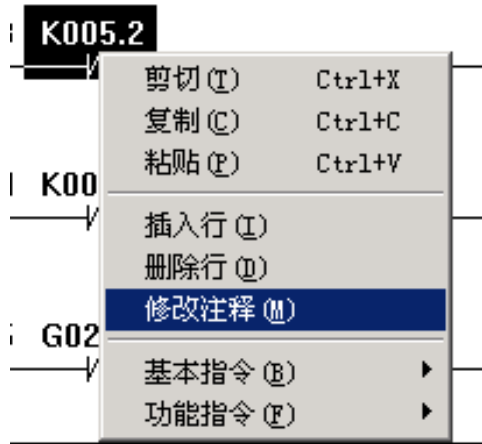 K005.2
剪切(T) Ctrl+X
复制(C) Ctrl+C
粘贴(P) Ctrl+V
K00
插入行(I)
删除行(D)
修改注释(M)
G02
基本指令(B)
功能指令(F)